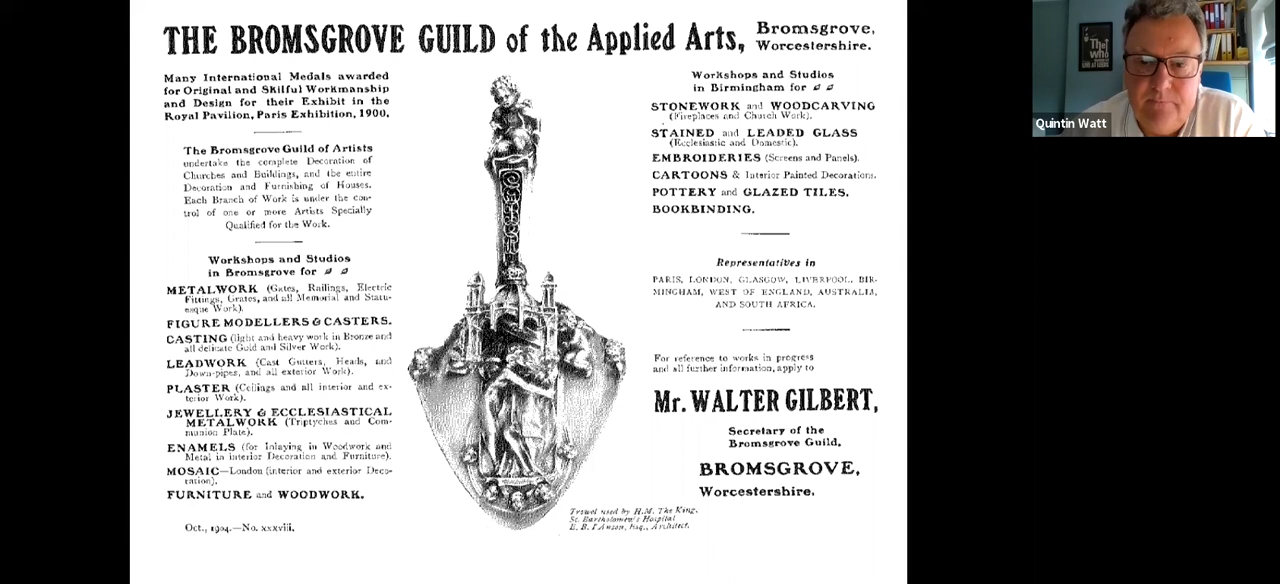 THE BROMSGROVE GUILD of the Applied Arts,
Bromsgrove,
Worcestershire.
Many International Medals awarded
for Original and Skilful Workmanship
and Design for their Exhibit in the
Royal Pavilion, Paris Exhibition, 1900.
The Bromsgrove Guild of Artists
undertake the complete Decoration of
Churches and Buildings, and the entire
Decoration and Furnishing of Houses.
Each Branch of Work is under the con-
trol of one or more Artists Specially
Qualified for the Work.
Workshops and Studios
in Bromsgrove for
METALWORK (Gates, Railings, Electric
Fittings, Grates, and all Memorial and Statu-
esque Work).
FIGURE MODELLERS & CASTERS.
CASTING (light and heavy work in Bronze and
all delicate Gold and Silver Work).
LEADWORK (Cast Gutters, Heads, and
Down-pipes, and all exterior Work).
PLASTER (Ceilings and all interior and ex-
terior Work).
JEWELLERY & ECCLESIASTICAL
METALWORK (Triptyches and Com-
munion Plate).
ENAMELS (for Inlaying in Woodwork and
Metal in interior Decoration and Furniture).
MOSAIC—London (interior and exterior Deco-
ration).
FURNITURE and WOODWORK.
Oct., 1904.—No. xxxviii.
Trowel used by H.M. The King.
St. Bartholomew's Hospital
E. B. I'Anson, Esq., Architect.
Workshops and Studios
in Birmingham for
STONEWORK and WOODCARVING
(Fireplaces and Church Work).
STAINED and LEADED GLASS
(Ecclesiastic and Domestic).
EMBROIDERIES (Screens and Panels).
CARTOONS & Interior Painted Decorations.
POTTERY and GLAZED TILES.
BOOKBINDING.
Representatives in
PARIS, LONDON, GLASGOW, LIVERPOOL, BIR-
MINGHAM, WEST OF ENGLAND, AUSTRALIA,
AND SOUTH AFRICA.
For reference to works in progress
and all further information, apply to
Mr. WALTER GILBERT,
Secretary of the
Bromsgrove Guild,
BROMSGROVE,
Worcestershire.
The
who
Quintin Watt